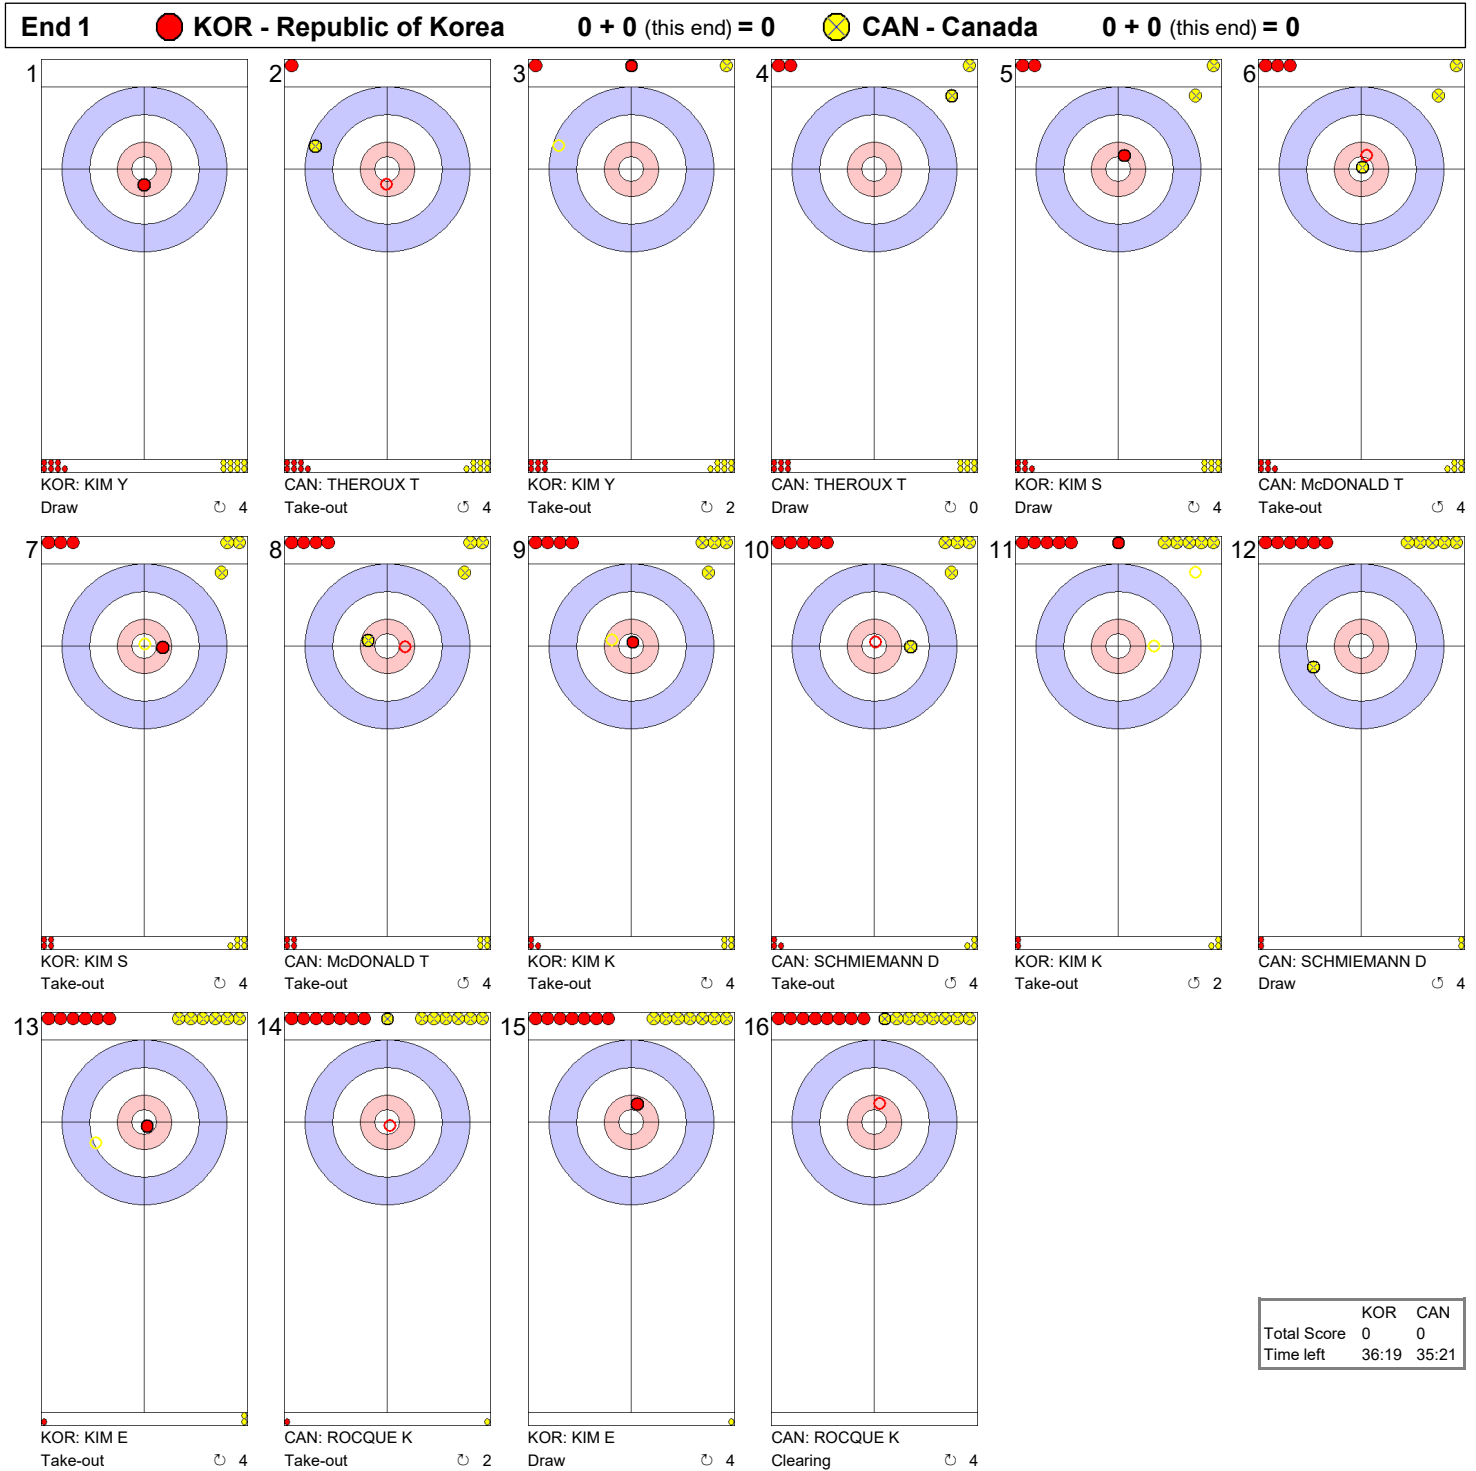 End 1 KOR - Republic of Korea 0 + 0 (this end) = 0 CAN - Canada 0 + 0 (this end) = 0
1 2 3 4 5 6
KOR: KIM Y CAN: THEROUX T KOR: KIM Y CAN: THEROUX T KOR: KIM S CAN: McDONALD T
Draw ↻ 4 Take-out ↺ 4 Take-out ↻ 2 Draw ↻ 0 Draw ↻ 4 Take-out ↺ 4
7 8 9 10 11 12
KOR: KIM S CAN: McDONALD T KOR: KIM K CAN: SCHMIEMANN D KOR: KIM K CAN: SCHMIEMANN D
Take-out ↻ 4 Take-out ↺ 4 Take-out ↻ 4 Take-out ↺ 4 Take-out ↺ 2 Draw ↺ 4
13 14 15 16
KOR: KIM E CAN: ROCQUE K KOR: KIM E CAN: ROCQUE K
Take-out ↻ 4 Take-out ↻ 2 Draw ↻ 4 Clearing ↻ 4
KOR CAN
Total Score 0 0
Time left 36:19 35:21